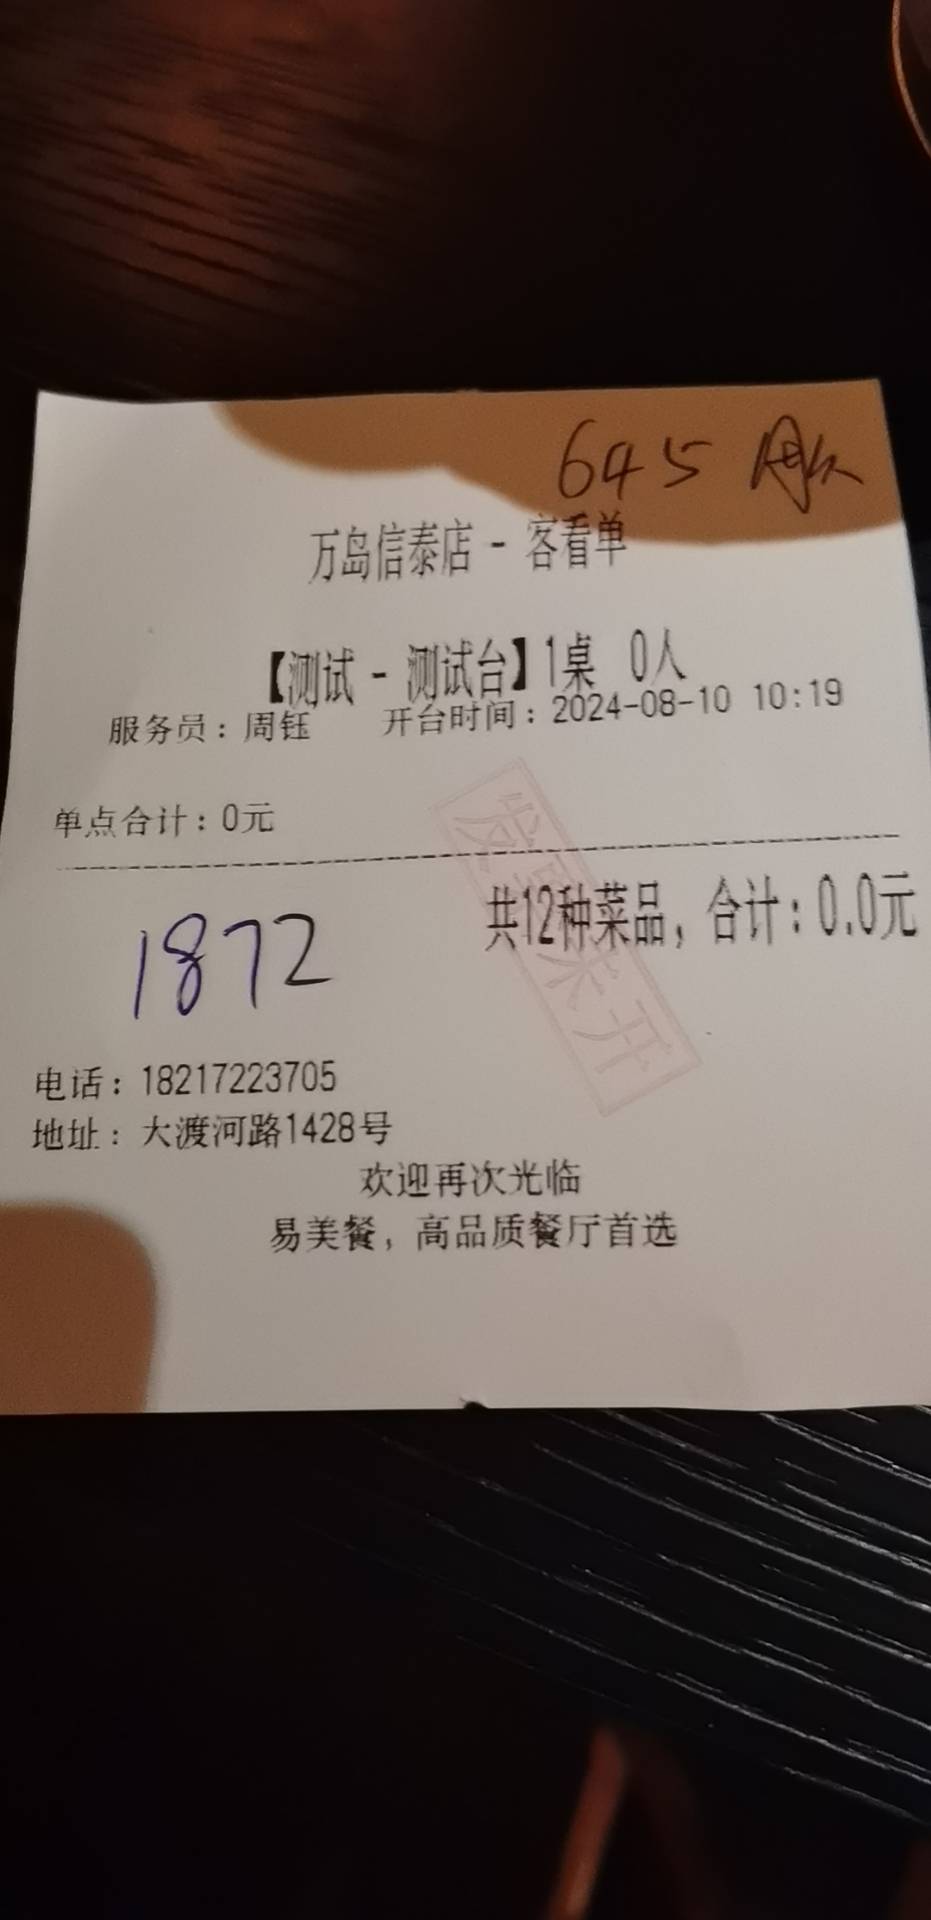 645
万岛信泰店 - 客看单
【测试 - 测试台】1桌 0人
服务员：周钰 开台时间：2024-08-10 10:19
单点合计：0元
共12种菜品，合计：0.0元
1872
发票未开
电话：18217223705
地址：大渡河路1428号
欢迎再次光临
易美餐，高品质餐厅首选